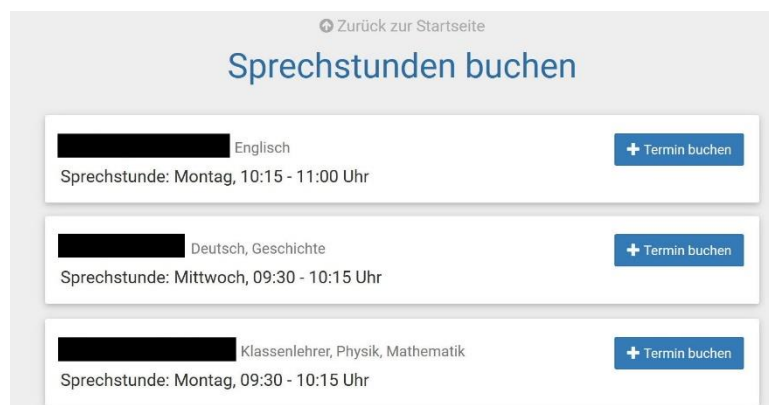 Zurück zur Startseite
Sprechstunden buchen
Englisch
Termin buchen
Sprechstunde: Montag, 10:15 - 11:00 Uhr
Deutsch, Geschichte
Termin buchen
Sprechstunde: Mittwoch, 09:30 - 10:15 Uhr
Klassenlehrer, Physik, Mathematik
Termin buchen
Sprechstunde: Montag, 09:30 - 10:15 Uhr